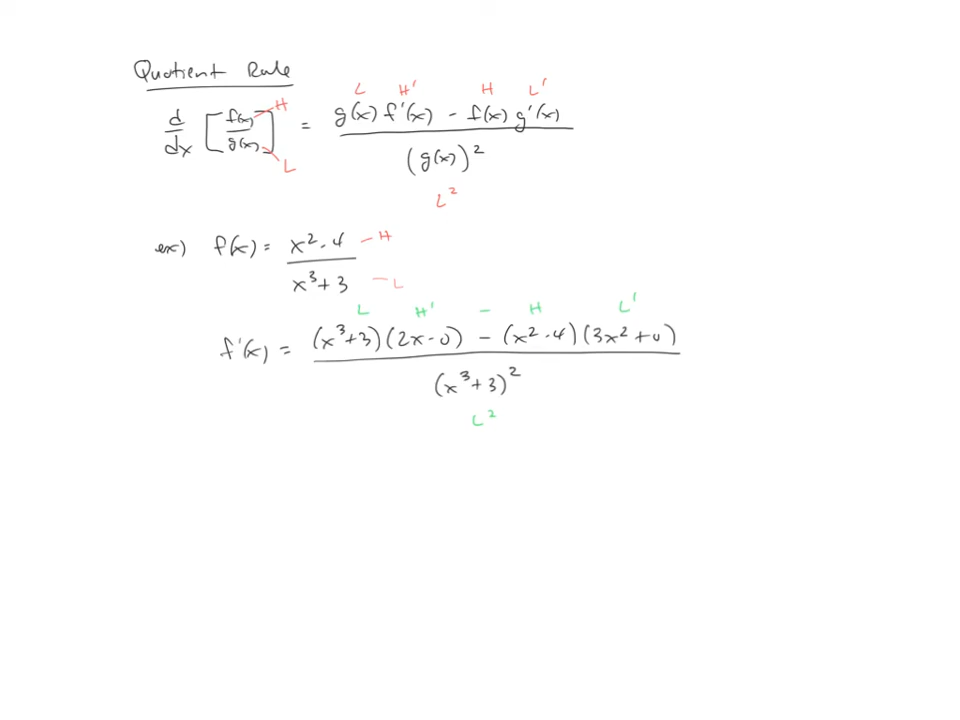 Quotient Rule
L H' H L'
d/dx [f(x)/g(x)] = (g(x) f'(x) - f(x) g'(x))/(g(x))²
H
L
L²
ex) f(x) = (x² - 4)/(x³ + 3)
- H
- L
L H' - H L'
f'(x) = ((x³+3)(2x-0) - (x²-4)(3x²+0))/(x³+3)²
L²